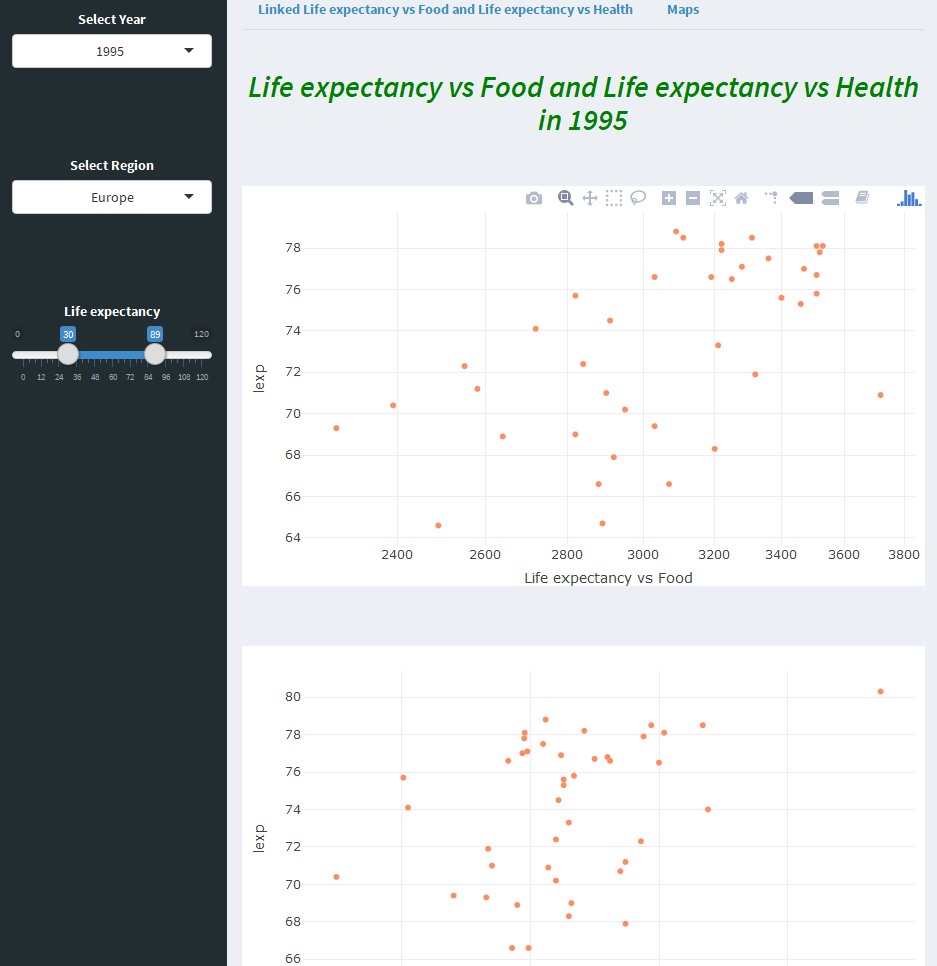 Select Year
1995
Select Region
Europe
Life expectancy
0 30 89 120
0 12 24 36 48 60 72 84 96 108 120
Linked Life expectancy vs Food and Life expectancy vs Health Maps
Life expectancy vs Food and Life expectancy vs Health
in 1995
78
76
74
72
70
68
66
64
lexp
2400 2600 2800 3000 3200 3400 3600 3800
Life expectancy vs Food
80
78
76
74
72
70
68
66
lexp